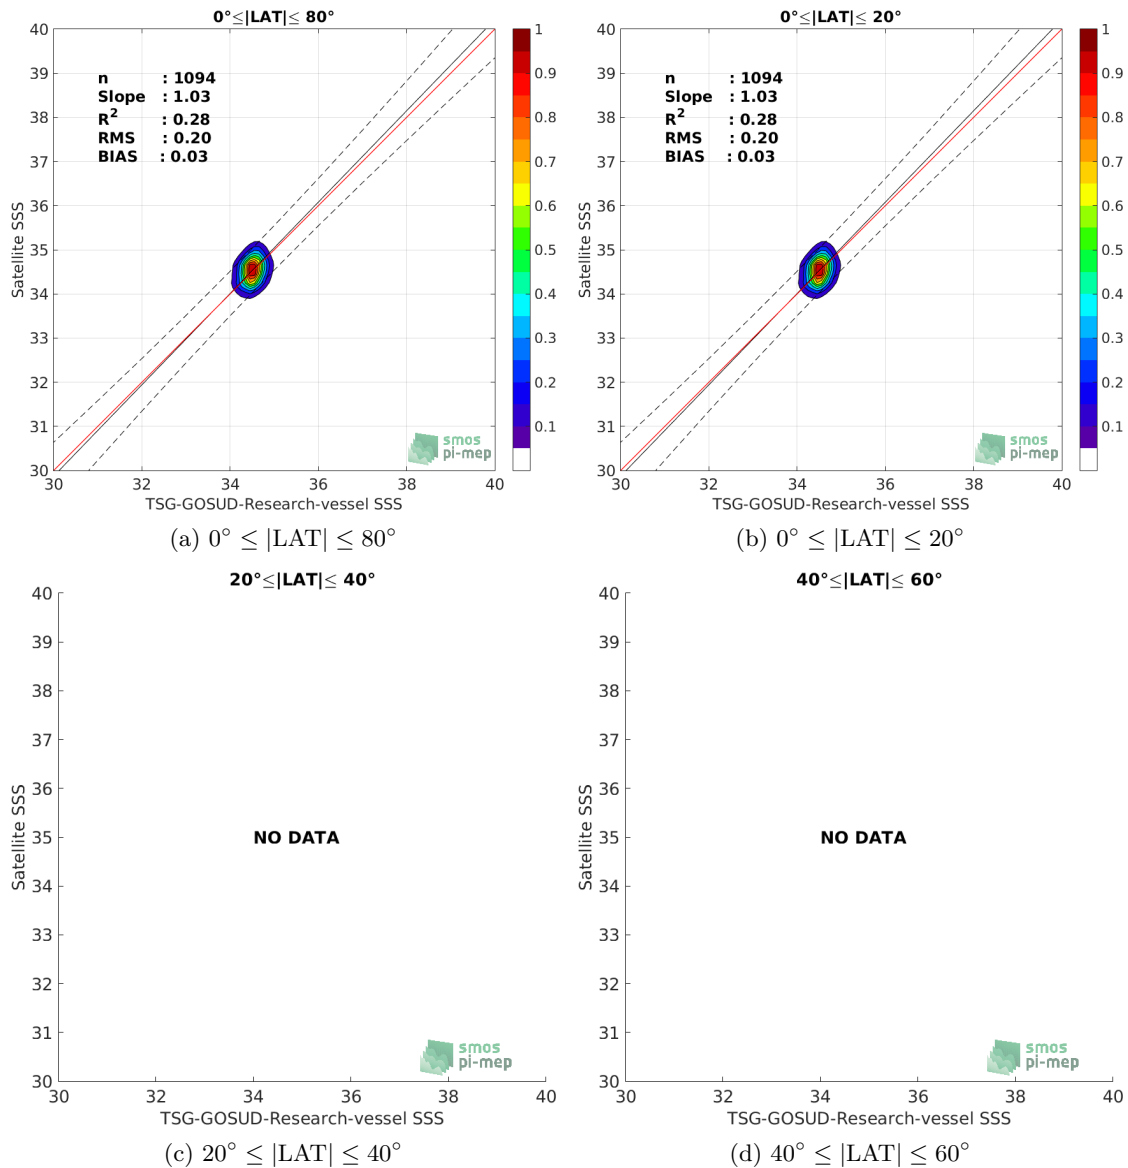 0°≤|LAT|≤ 80°
40
39
38
37
36
35
34
33
32
31
30
Satellite SSS
n : 1094
Slope : 1.03
R2 : 0.28
RMS : 0.20
BIAS : 0.03
smos
pi-mep
30 32 34 36 38 40
TSG-GOSUD-Research-vessel SSS
1
0.9
0.8
0.7
0.6
0.5
0.4
0.3
0.2
0.1
(a) 0° ≤ |LAT| ≤ 80°
0°≤|LAT|≤ 20°
40
39
38
37
36
35
34
33
32
31
30
Satellite SSS
n : 1094
Slope : 1.03
R2 : 0.28
RMS : 0.20
BIAS : 0.03
smos
pi-mep
30 32 34 36 38 40
TSG-GOSUD-Research-vessel SSS
1
0.9
0.8
0.7
0.6
0.5
0.4
0.3
0.2
0.1
(b) 0° ≤ |LAT| ≤ 20°
20°≤|LAT|≤ 40°
40
39
38
37
36
35
34
33
32
31
30
Satellite SSS
NO DATA
smos
pi-mep
30 32 34 36 38 40
TSG-GOSUD-Research-vessel SSS
(c) 20° ≤ |LAT| ≤ 40°
40°≤|LAT|≤ 60°
40
39
38
37
36
35
34
33
32
31
30
Satellite SSS
NO DATA
smos
pi-mep
30 32 34 36 38 40
TSG-GOSUD-Research-vessel SSS
(d) 40° ≤ |LAT| ≤ 60°